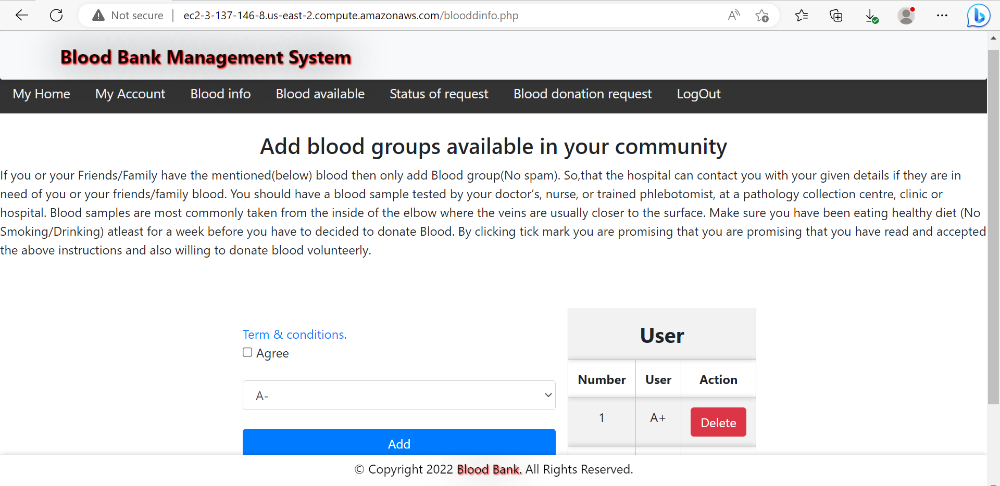 Not secure | ec2-3-137-146-8.us-east-2.compute.amazonaws.com/blooddinfo.php
Blood Bank Management System
My Home My Account Blood info Blood available Status of request Blood donation request LogOut
Add blood groups available in your community
If you or your Friends/Family have the mentioned(below) blood then only add Blood group(No spam). So,that the hospital can contact you with your given details if they are in
need of you or your friends/family blood. You should have a blood sample tested by your doctor’s, nurse, or trained phlebotomist, at a pathology collection centre, clinic or
hospital. Blood samples are most commonly taken from the inside of the elbow where the veins are usually closer to the surface. Make sure you have been eating healthy diet (No
Smoking/Drinking) atleast for a week before you have to decided to donate Blood. By clicking tick mark you are promising that you are promising that you have read and accepted
the above instructions and also willing to donate blood volunteerly.
Term & conditions.
Agree
A-
Add
User
Number User Action
1 A+ Delete
© Copyright 2022 Blood Bank. All Rights Reserved.